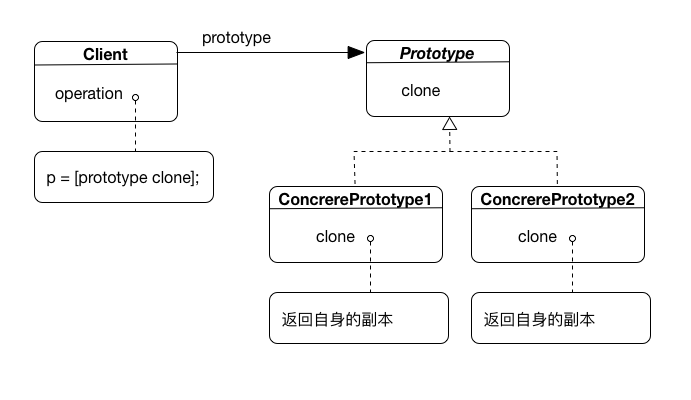 prototype
Client
Prototype
operation
clone
p = [prototype clone];
ConcrerePrototype1
ConcrerePrototype2
clone
clone
返回自身的副本
返回自身的副本